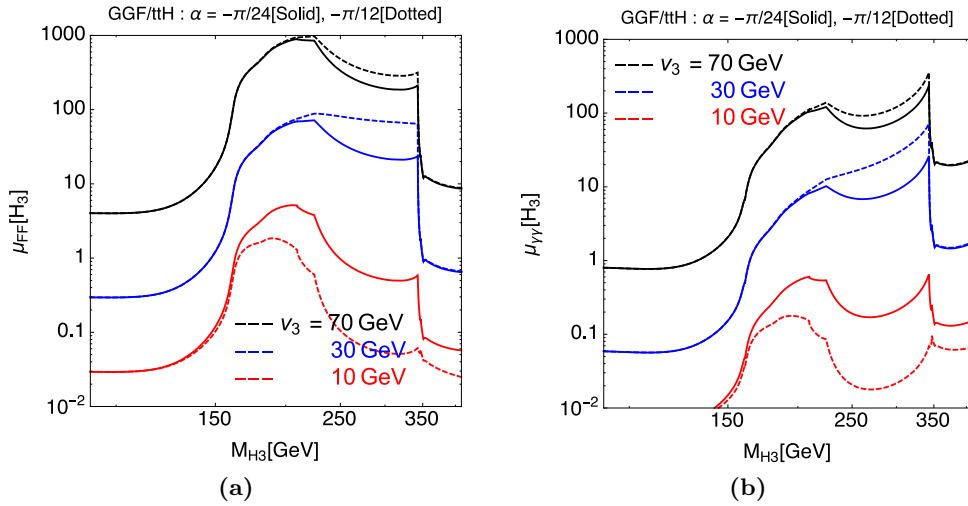 GGF/ttH : α = −π/24[Solid], −π/12[Dotted]
1000
100
10
1
0.1
10⁻²
μFF[H₃]
v₃ = 70 GeV
30 GeV
10 GeV
150
250
350
M_H3[GeV]
(a)
GGF/ttH : α = −π/24[Solid], −π/12[Dotted]
1000
100
10
1
0.1
10⁻²
μγγ[H₃]
v₃ = 70 GeV
30 GeV
10 GeV
150
250
350
M_H3[GeV]
(b)